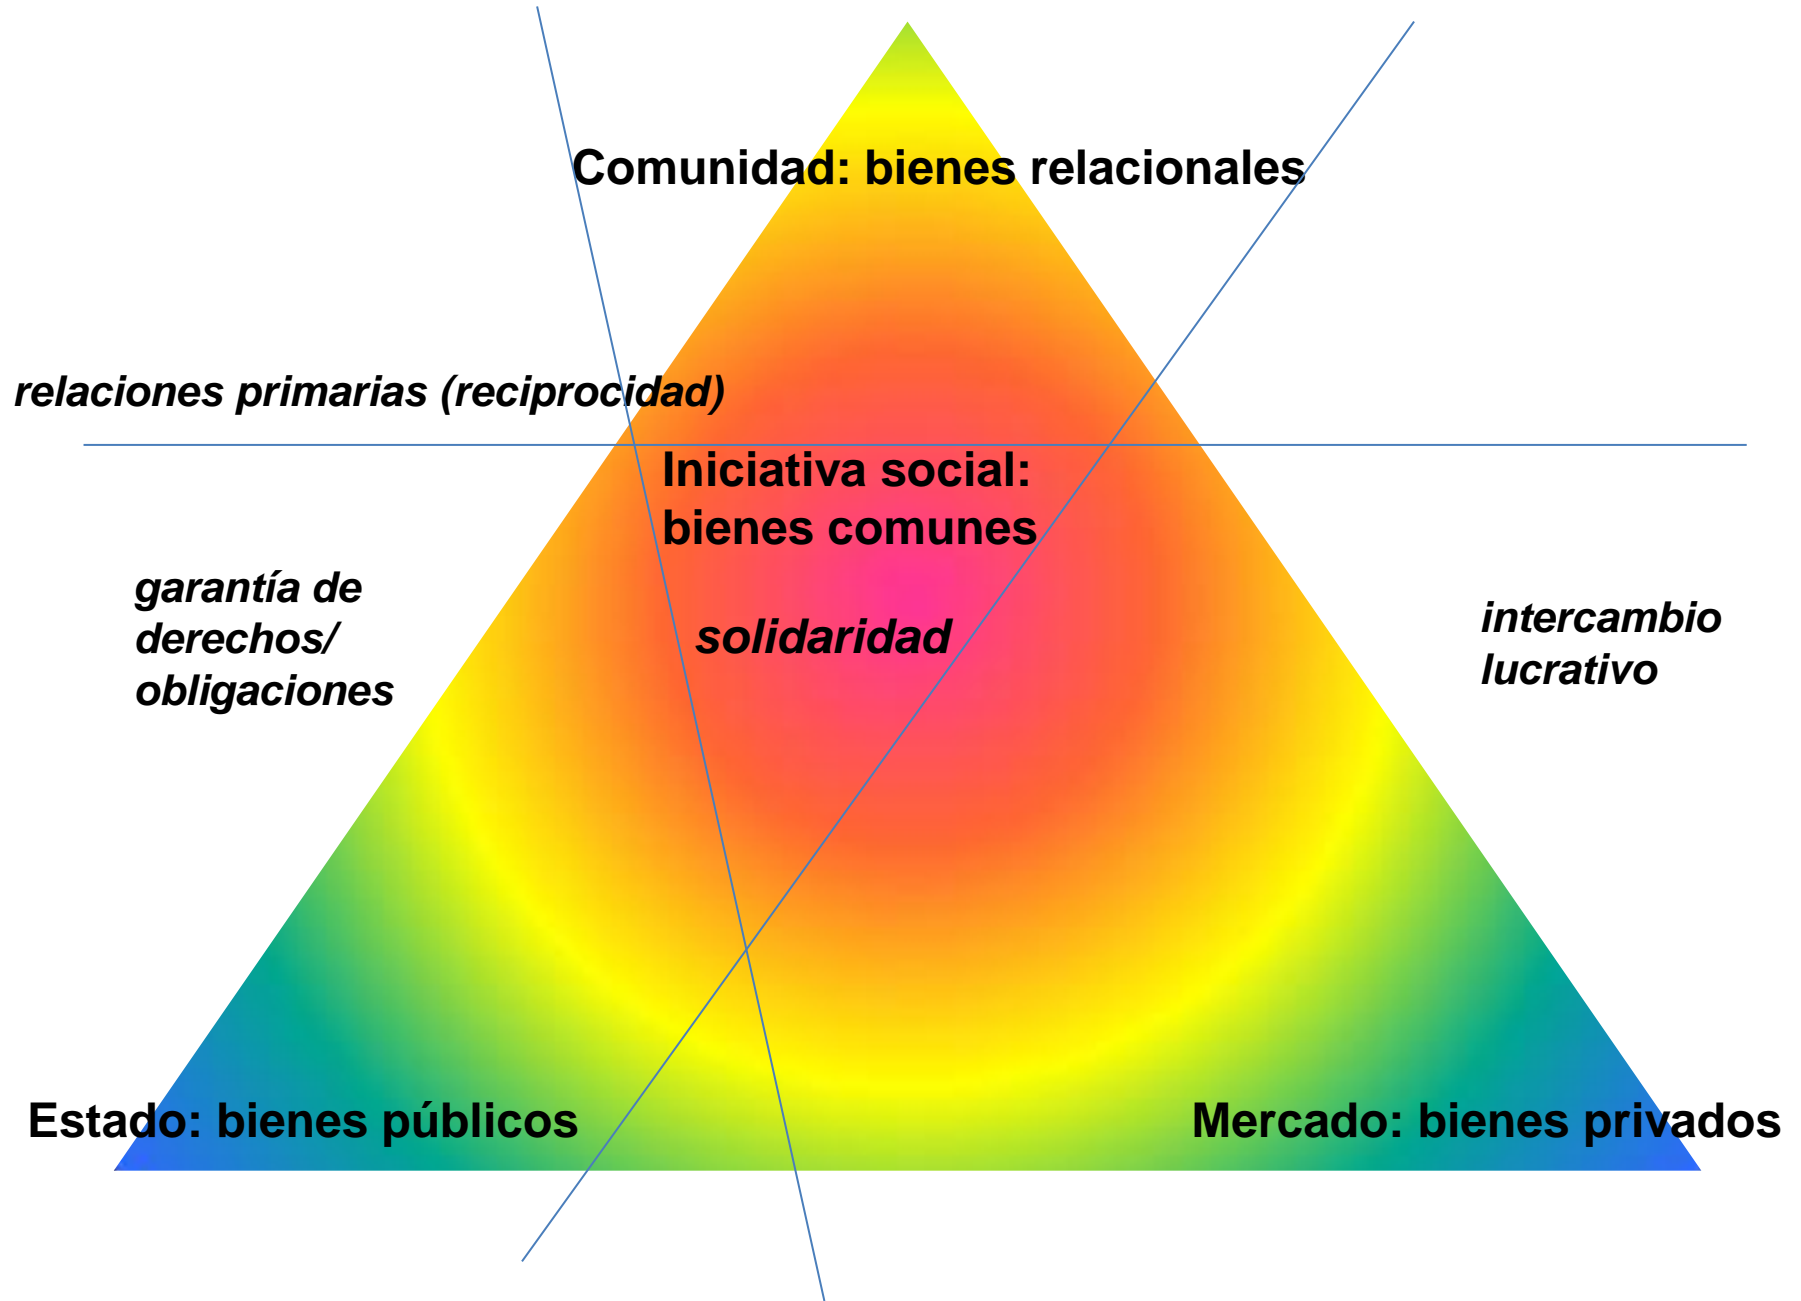 Comunidad: bienes relacionales
relaciones primarias (reciprocidad)
Iniciativa social:
bienes comunes
garantía de
derechos/
obligaciones
solidaridad
intercambio
lucrativo
Estado: bienes públicos
Mercado: bienes privados